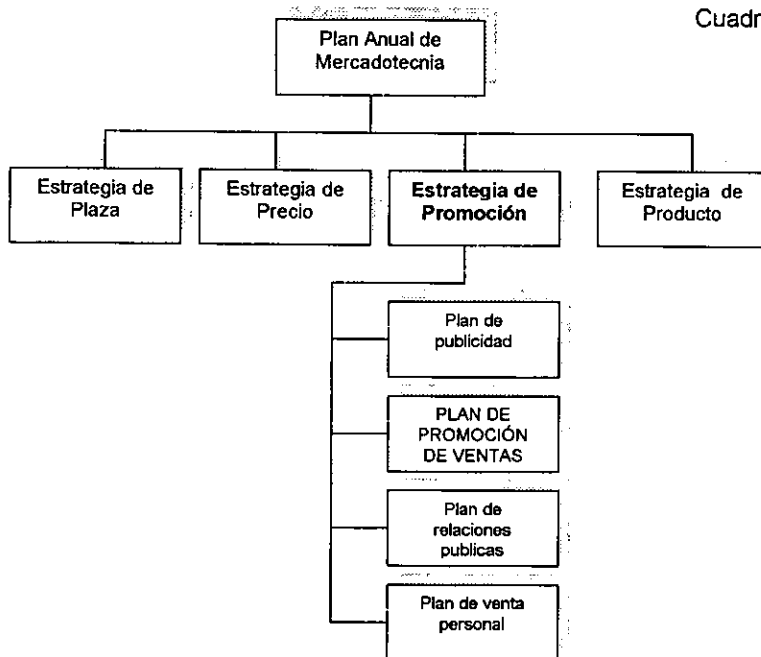 Plan Anual de
Mercadotecnia
Estrategia de
Plaza
Estrategia de
Precio
Estrategia de
Promoción
Estrategia de
Producto
Plan de
publicidad
PLAN DE
PROMOCIÓN
DE VENTAS
Plan de
relaciones
publicas
Plan de venta
personal